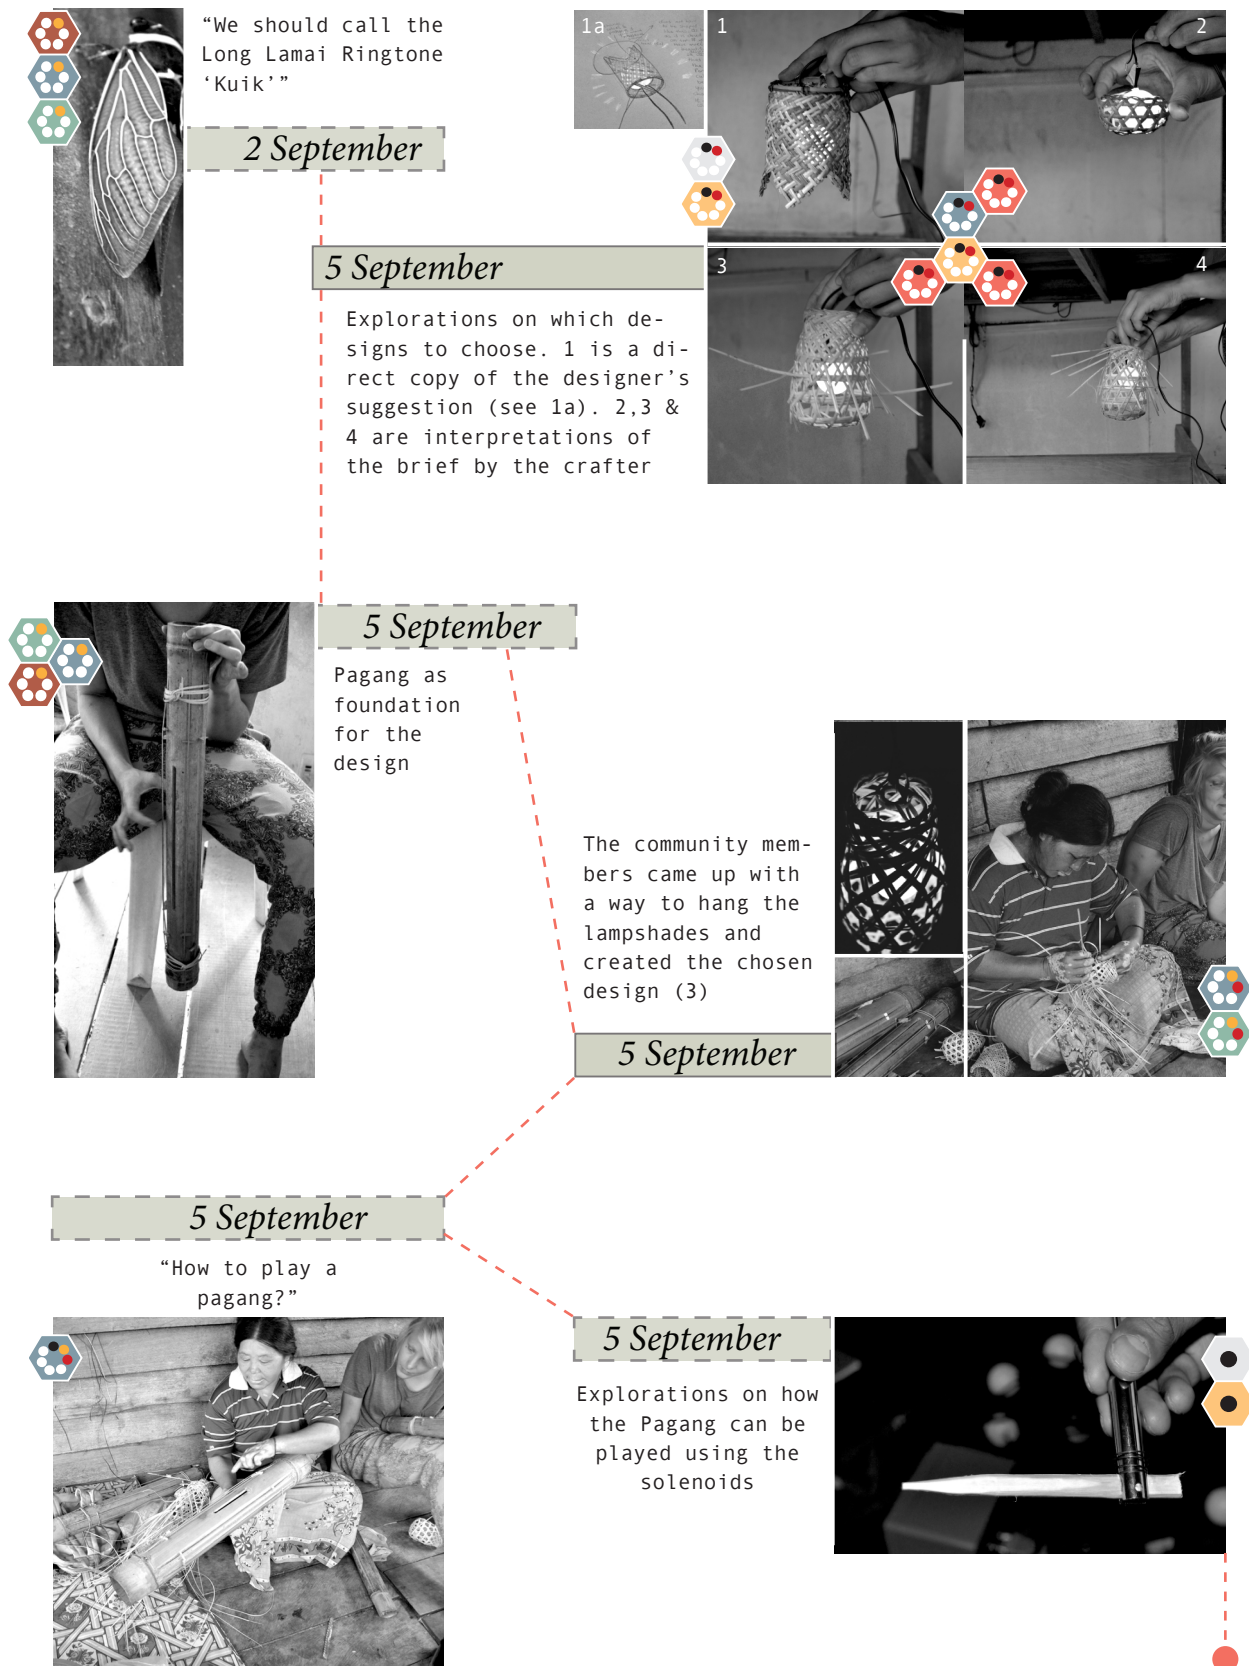 “We should call the
Long Lamai Ringtone
‘Kuik’”
2 September
1a
1
2
5 September
3
4
Explorations on which de-
signs to choose. 1 is a di-
rect copy of the designer’s
suggestion (see 1a). 2,3 &
4 are interpretations of
the brief by the crafter
5 September
Pagang as
foundation
for the
design
The community mem-
bers came up with
a way to hang the
lampshades and
created the chosen
design (3)
5 September
5 September
“How to play a
pagang?”
5 September
Explorations on how
the Pagang can be
played using the
solenoids